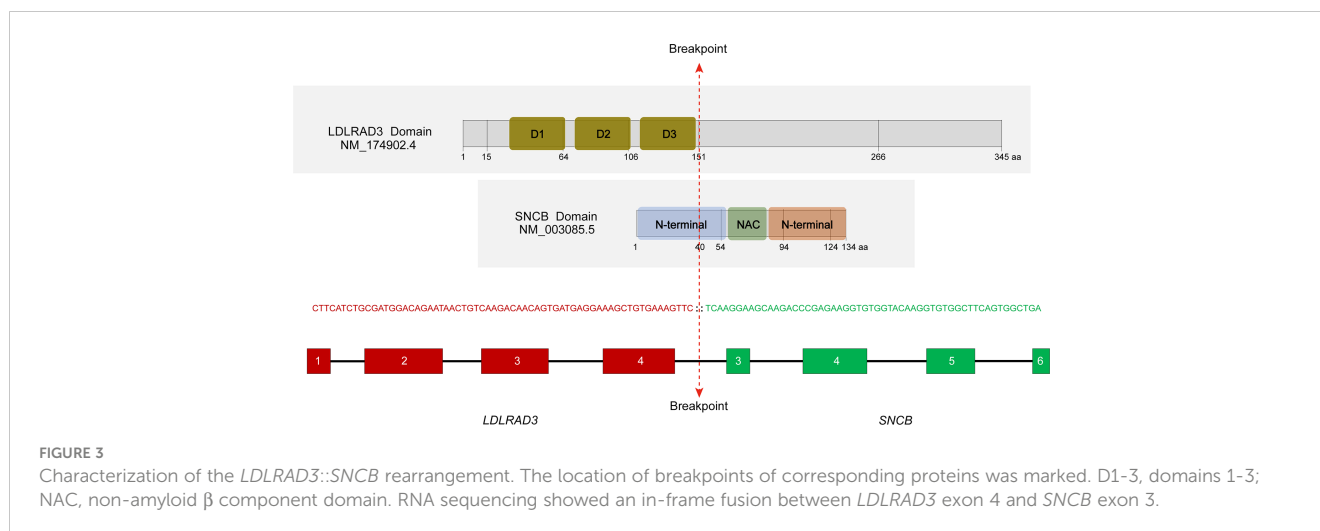 Breakpoint
LDLRAD3 Domain
NM_174902.4
D1 D2 D3
1 15 64 106 151 266 345 aa
SNCB Domain
NM_003085.5
N-terminal NAC N-terminal
1 40 54 94 124 134 aa
CTTCATCTGCGATGGACAGAATAACTGTCAAGACAACAGTGATGAGGAAAGCTGTGAAAGTTC :: TCAAGGAAGCAAGACCCGAGAAGGTGTGGTACAAGGTGTGGCTTCAGTGGCTGA
1 2 3 4 3 4 5 6
Breakpoint
LDLRAD3 SNCB
FIGURE 3
Characterization of the LDLRAD3::SNCB rearrangement. The location of breakpoints of corresponding proteins was marked. D1-3, domains 1-3;
NAC, non-amyloid β component domain. RNA sequencing showed an in-frame fusion between LDLRAD3 exon 4 and SNCB exon 3.